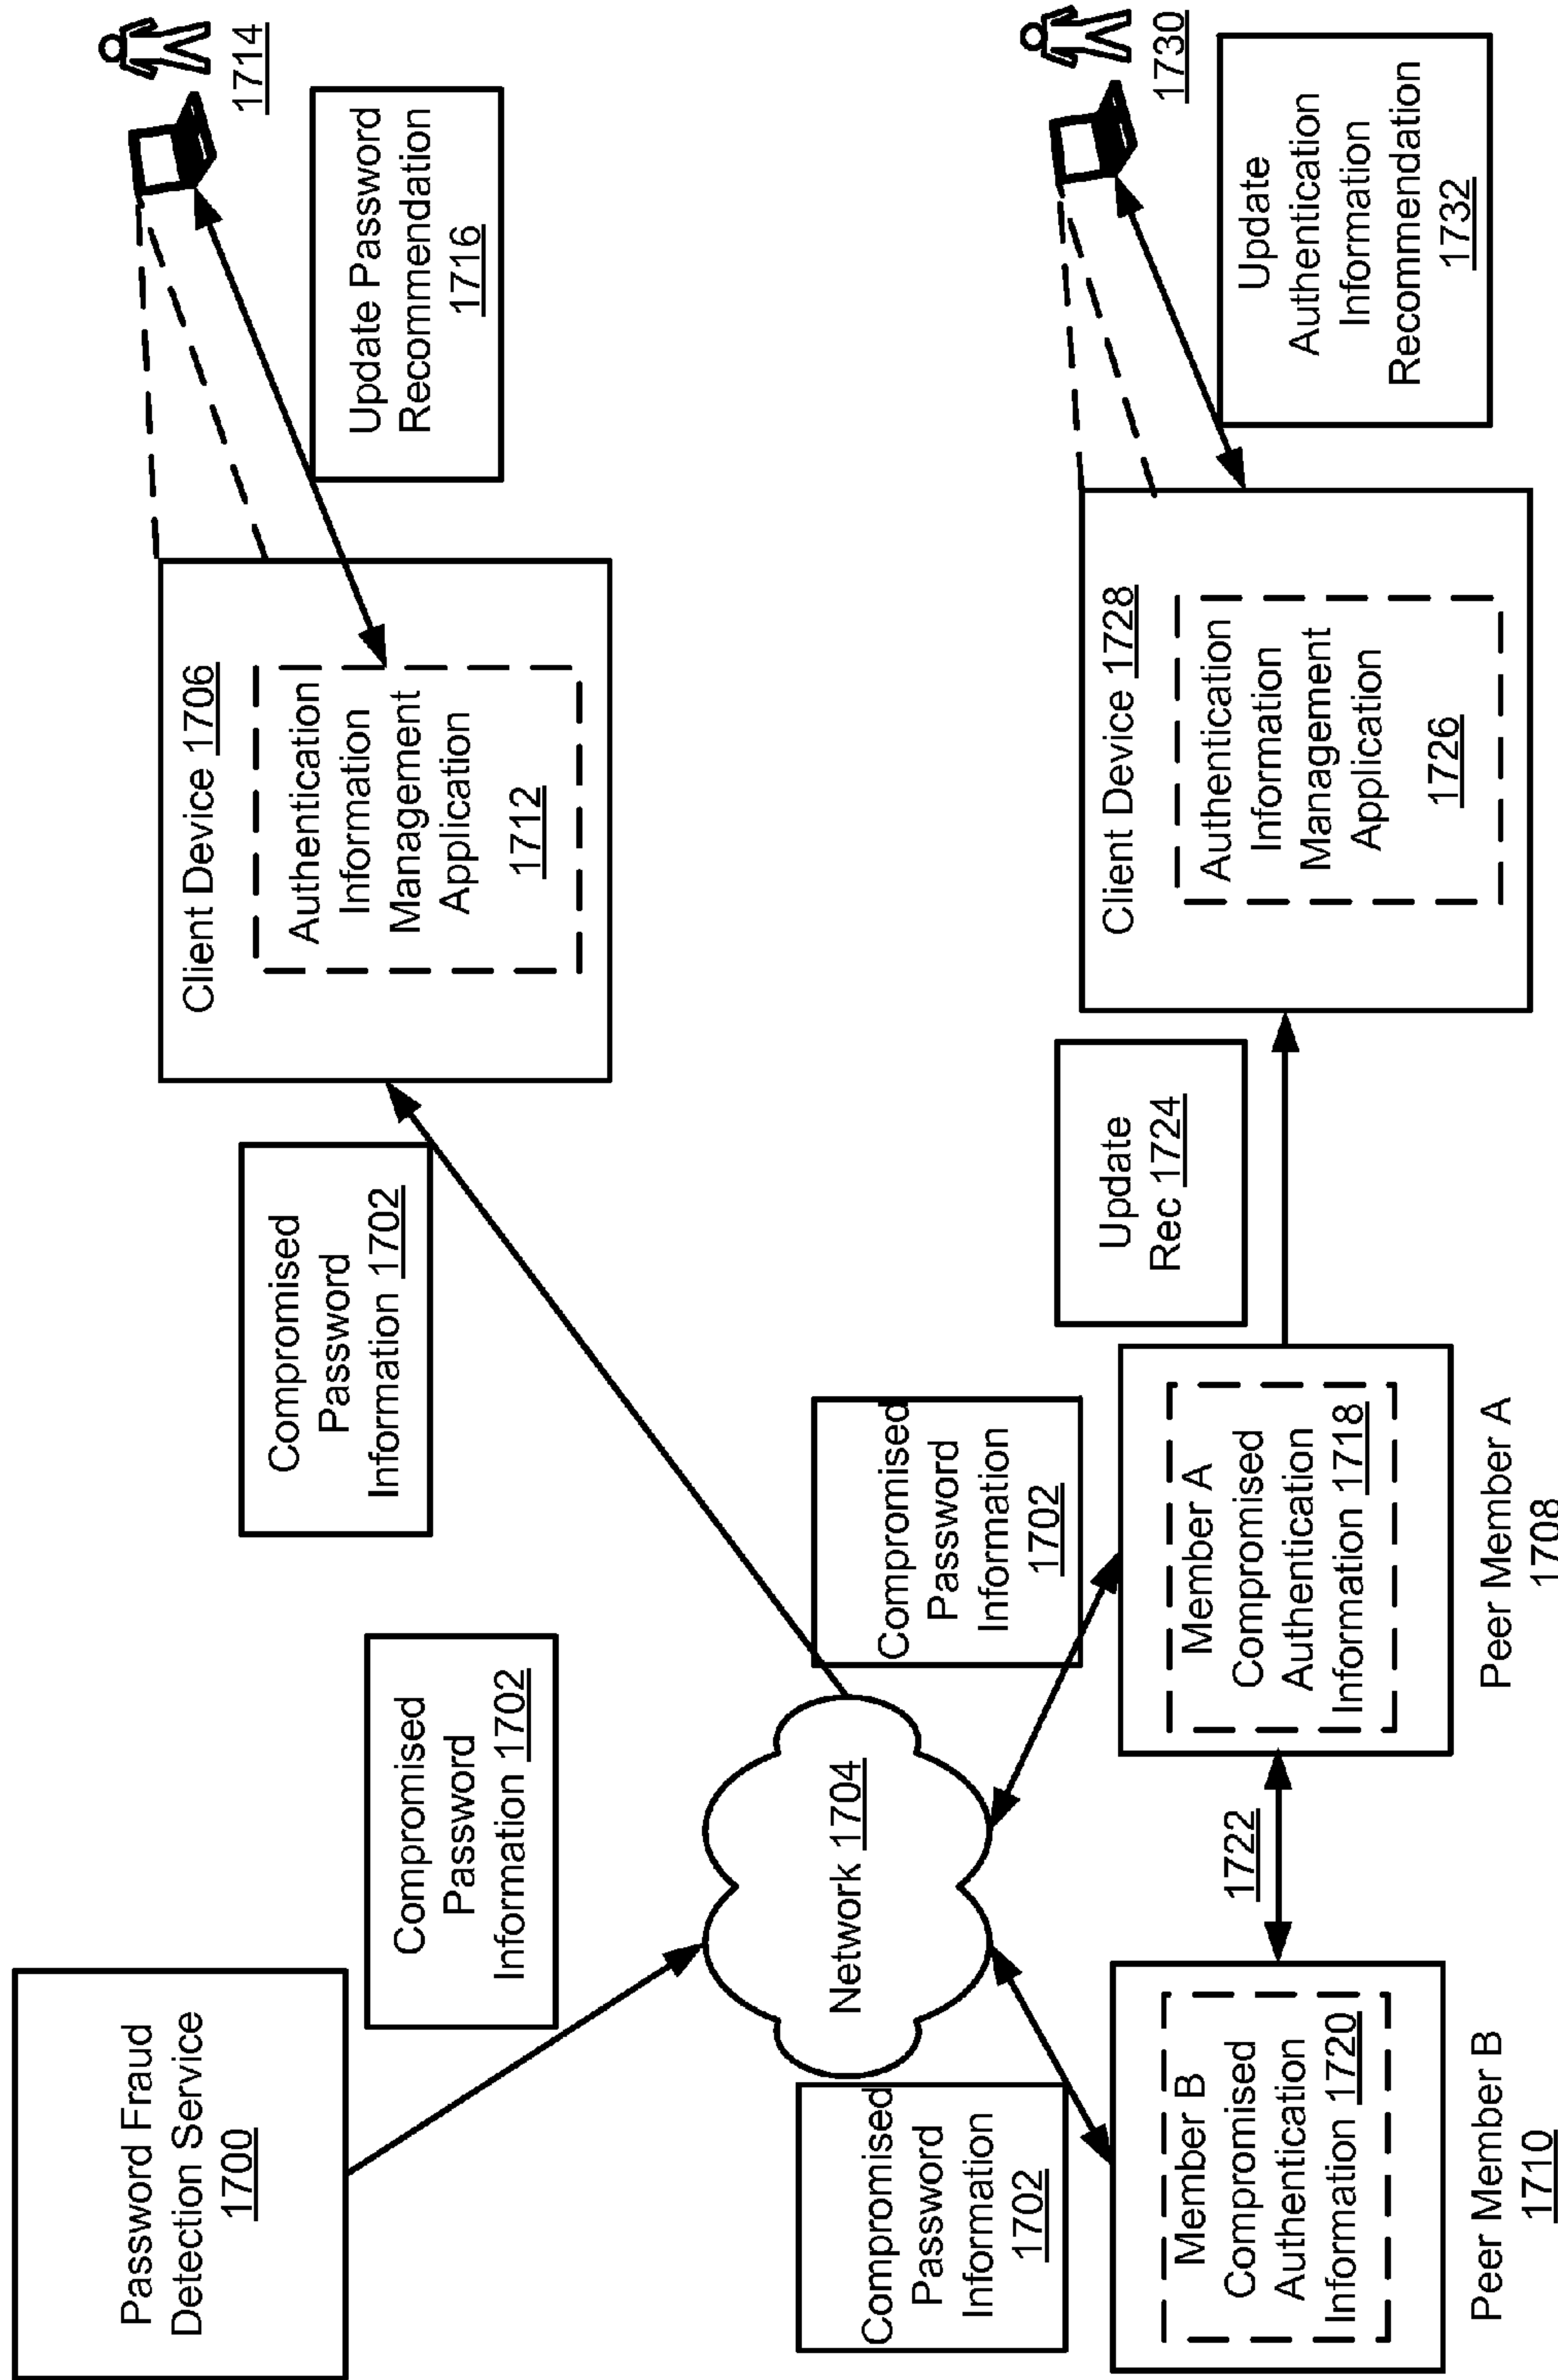 Password Fraud
Detection Service
1700
Compromised
Password
Information 1702
Compromised
Password
Information 1702
Client Device 1706
Authentication
Information
Management
Application
1712
1714
Update Password
Recommendation
1716
Network 1704
Compromised
Password
Information
1702
Compromised
Password
Information
1702
Member B
Compromised
Authentication
Information 1720
Peer Member B
1710
1722
Member A
Compromised
Authentication
Information 1718
Peer Member A
1708
Update
Rec 1724
Client Device 1728
Authentication
Information
Management
Application
1726
1730
Update
Authentication
Information
Recommendation
1732